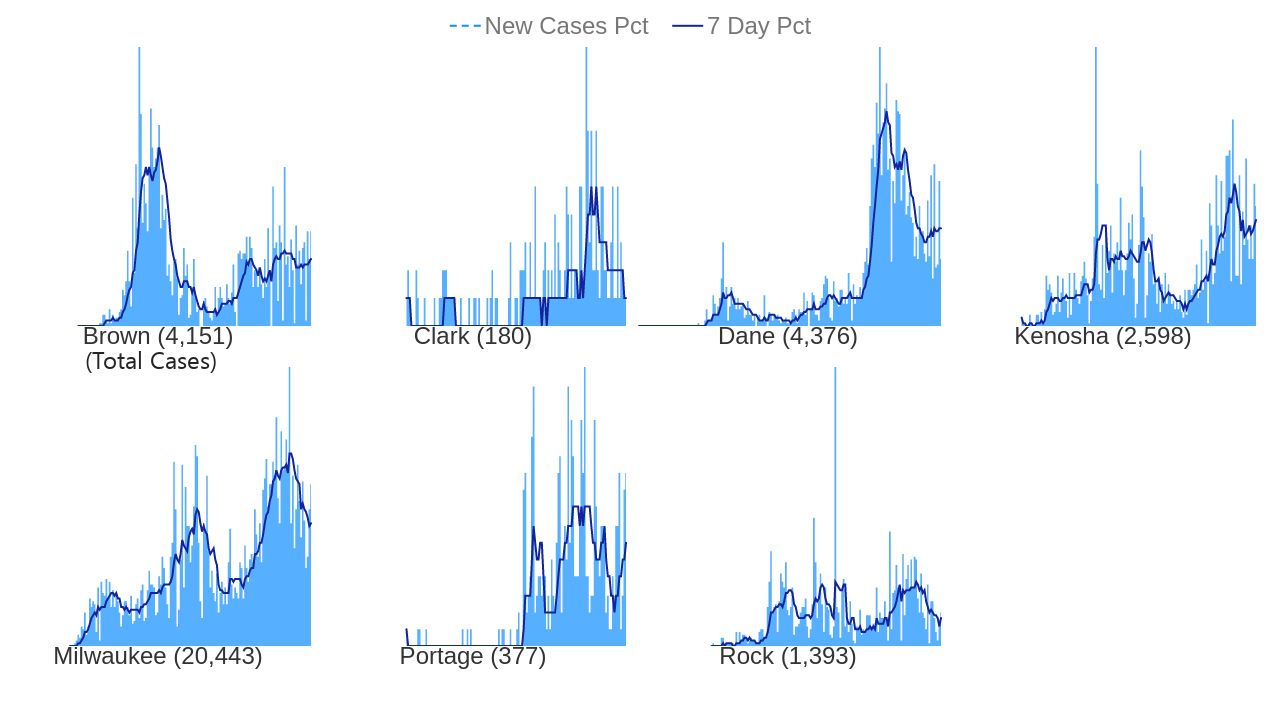 New Cases Pct 7 Day Pct
Brown (4,151)
(Total Cases)
Clark (180)
Dane (4,376)
Kenosha (2,598)
Milwaukee (20,443)
Portage (377)
Rock (1,393)